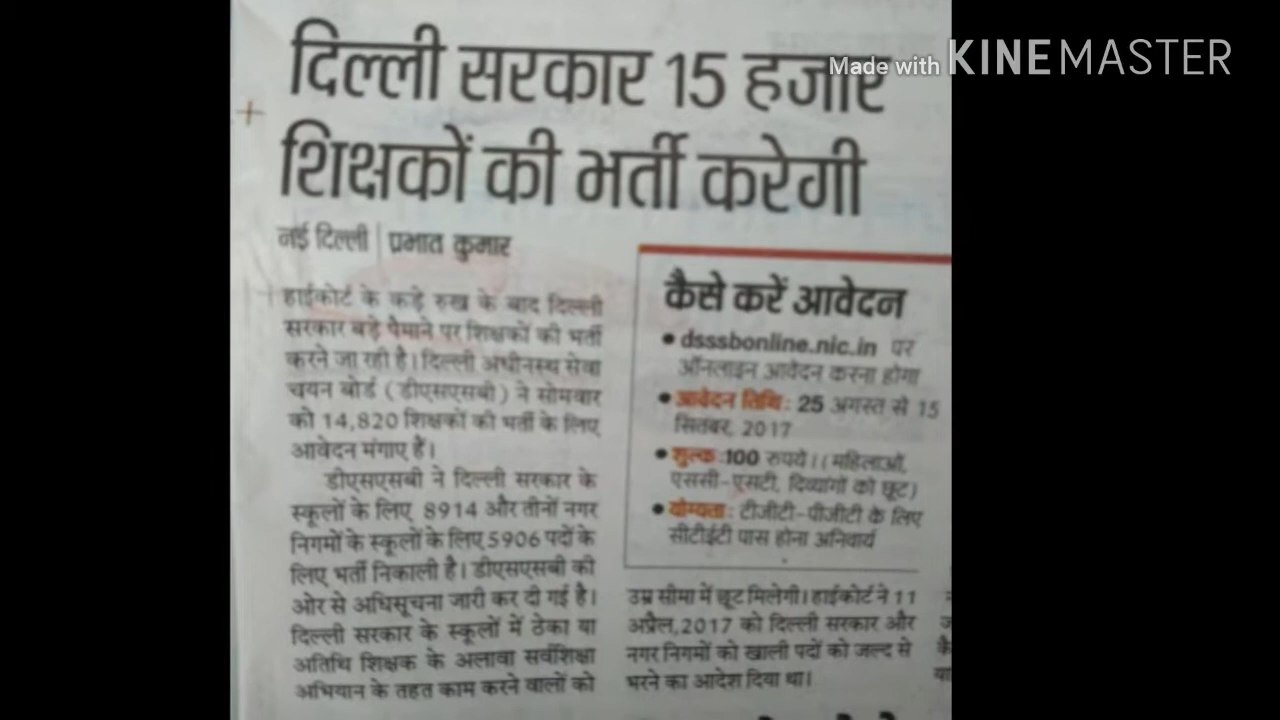 दिल्ली सरकार 15 हजार
शिक्षकों की भर्ती करेगी
Made with KINEMASTER
नई दिल्ली | प्रभात कुमार
हाईकोर्ट के कड़े रुख के बाद दिल्ली
सरकार बड़े पैमाने पर शिक्षकों की भर्ती
करने जा रही है। दिल्ली अधीनस्थ सेवा
चयन बोर्ड (डीएसएसबी) ने सोमवार
को 14,820 शिक्षकों की भर्ती के लिए
आवेदन मंगाए हैं।
डीएसएसबी ने दिल्ली सरकार के
स्कूलों के लिए 8914 और तीनों नगर
निगमों के स्कूलों के लिए 5906 पदों के
लिए भर्ती निकाली है। डीएसएसबी की
ओर से अधिसूचना जारी कर दी गई है।
दिल्ली सरकार के स्कूलों में ठेका या
अतिथि शिक्षक के अलावा सर्वशिक्षा
अभियान के तहत काम करने वालों को
कैसे करें आवेदन
• dsssbonline.nic.in पर
ऑनलाइन आवेदन करना होगा
• आवेदन तिथि: 25 अगस्त से 15
सितंबर, 2017
• शुल्क :100 रुपये। (महिलाओं,
एससी-एसटी, दिव्यांगों को छूट)
• योग्यता: टीजीटी-पीजीटी के लिए
सीटीईटी पास होना अनिवार्य
उम्र सीमा में छूट मिलेगी। हाईकोर्ट ने 11
अप्रैल,2017 को दिल्ली सरकार और
नगर निगमों को खाली पदों को जल्द से
भरने का आदेश दिया था।